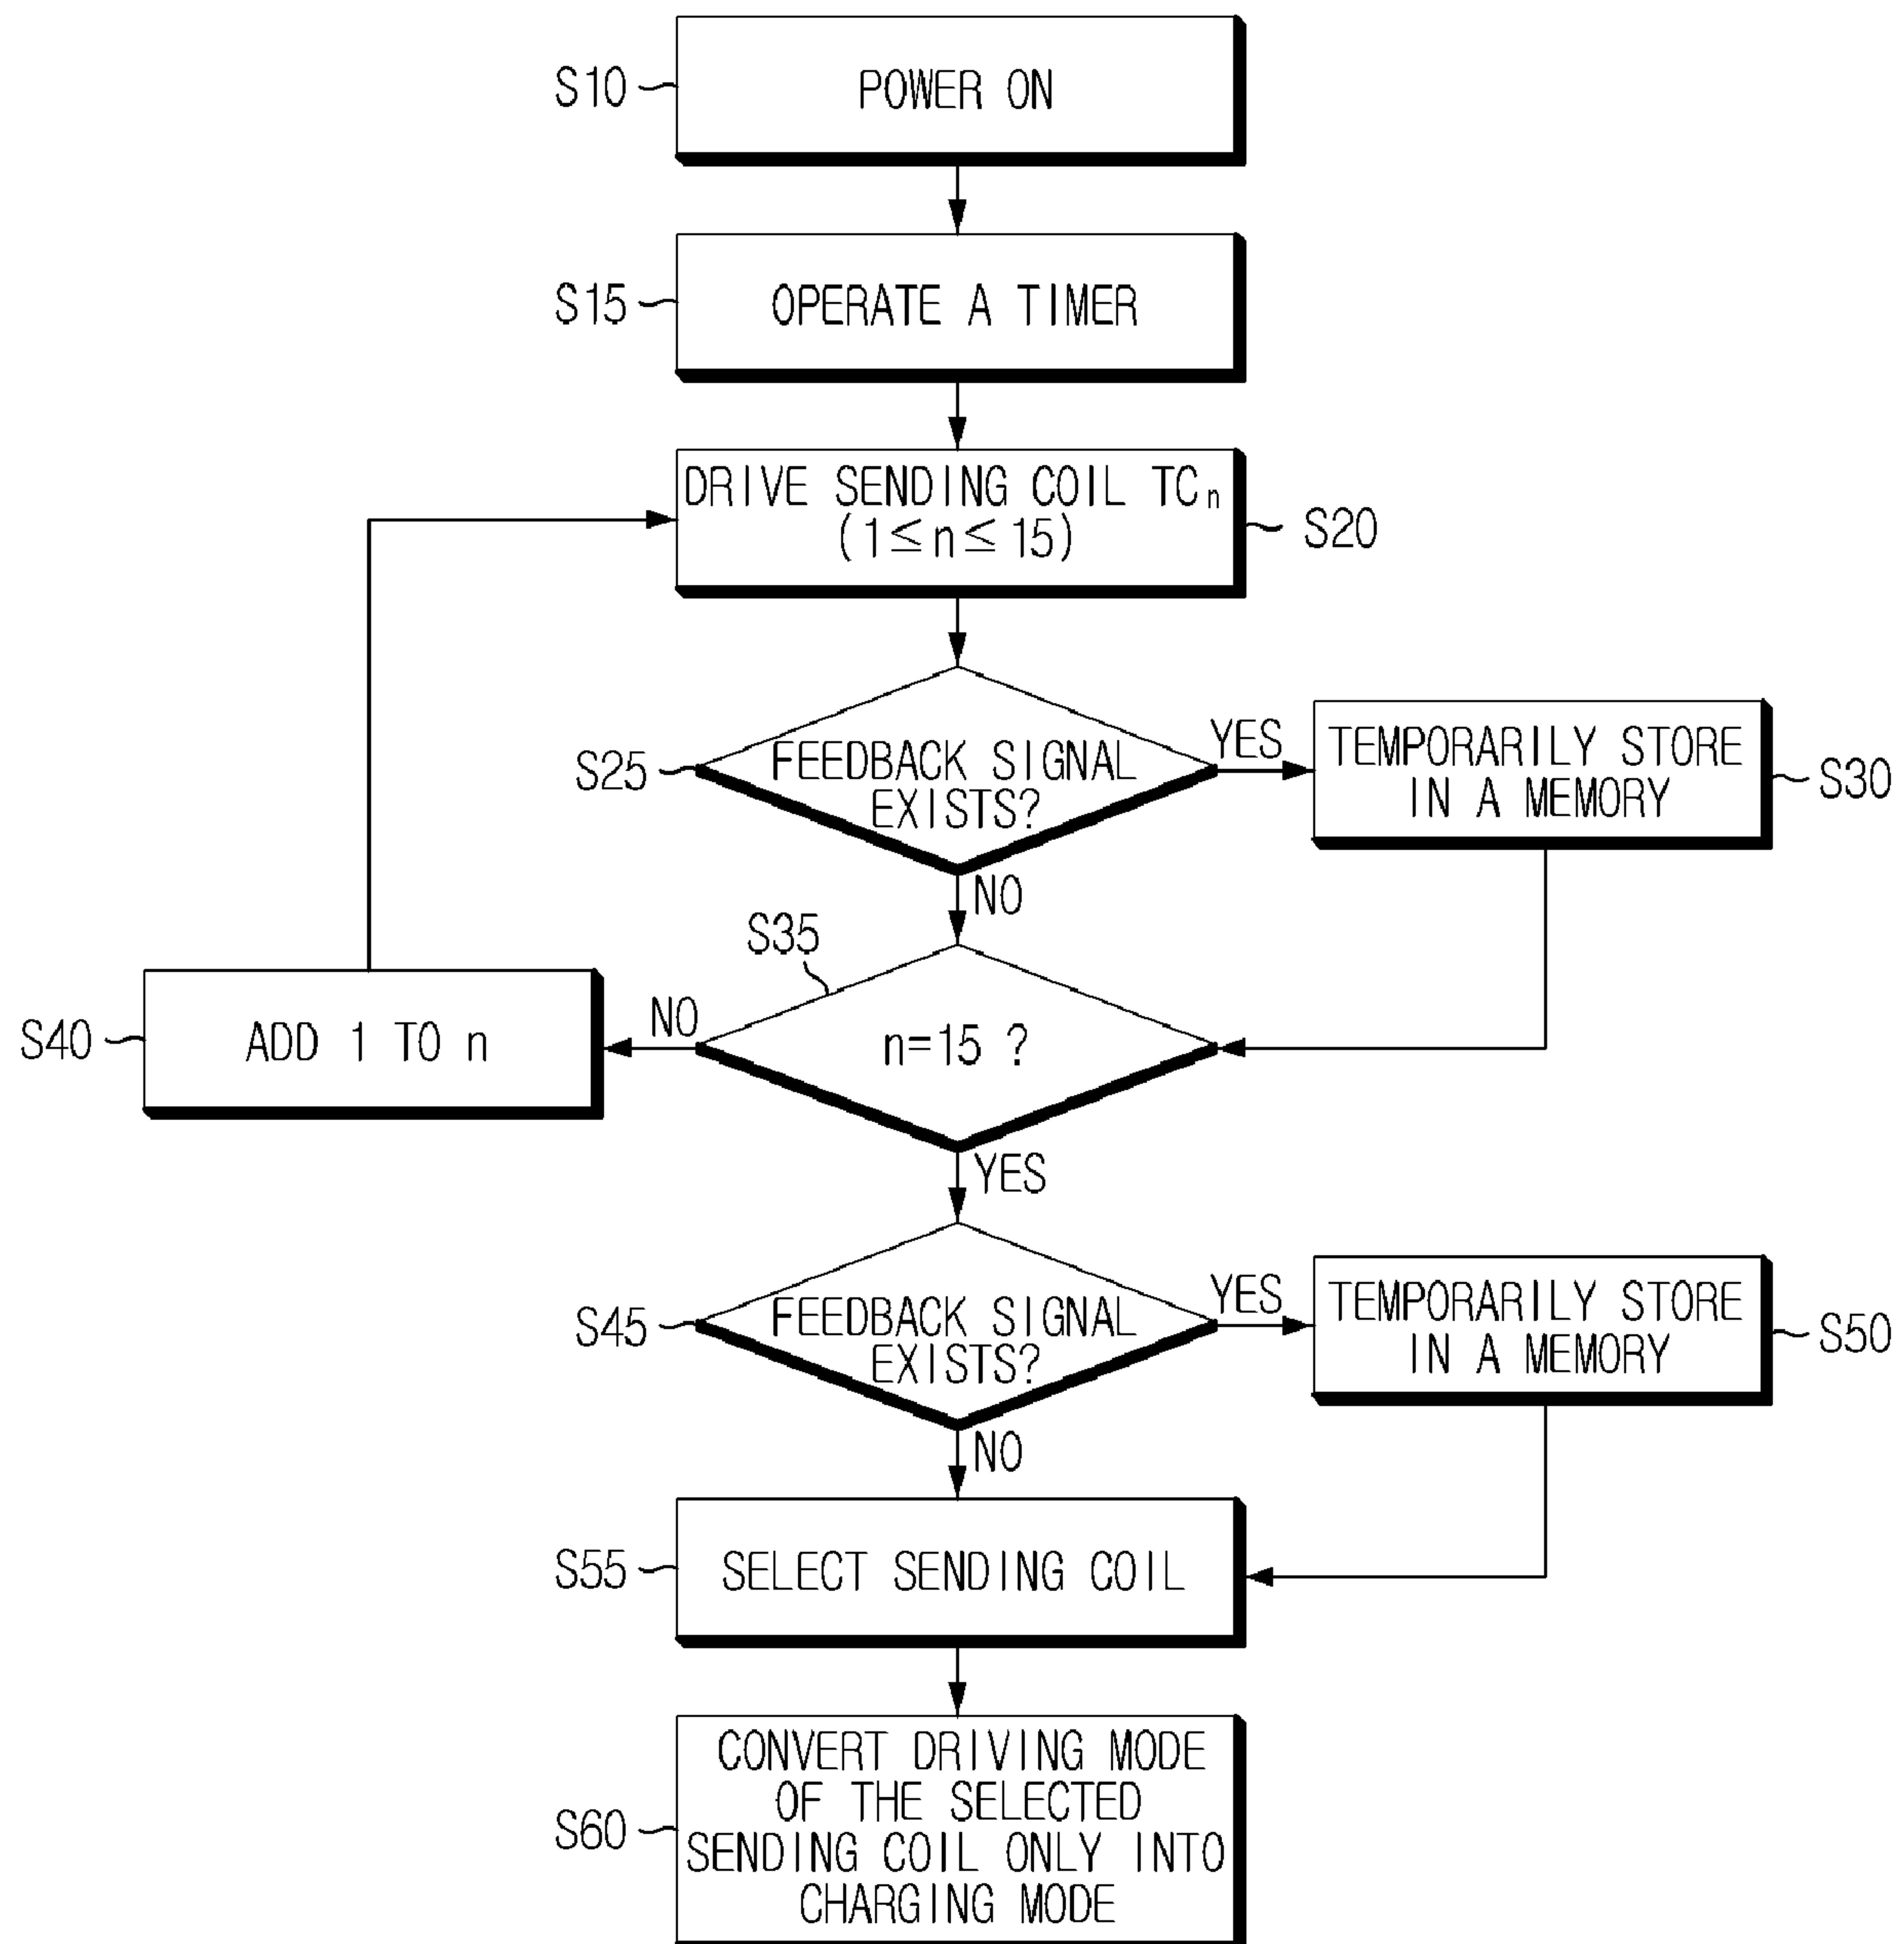 S10
POWER ON
S15
OPERATE A TIMER
DRIVE SENDING COIL TCn
(1≤n≤15)
S20
S25
FEEDBACK SIGNAL
EXISTS?
YES
TEMPORARILY STORE
IN A MEMORY
S30
NO
S35
S40
ADD 1 TO n
NO
n=15 ?
YES
S45
FEEDBACK SIGNAL
EXISTS?
YES
TEMPORARILY STORE
IN A MEMORY
S50
NO
S55
SELECT SENDING COIL
S60
CONVERT DRIVING MODE
OF THE SELECTED
SENDING COIL ONLY INTO
CHARGING MODE